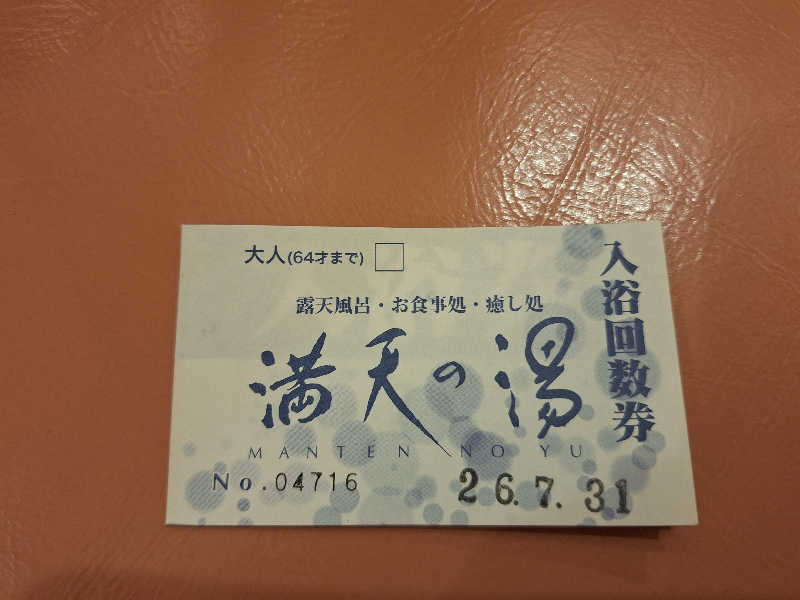 大人(64才まで)
露天風呂・お食事処・癒し処
満天の湯
MANTEN NO YU
No.04716
26.7.31
入浴回数券